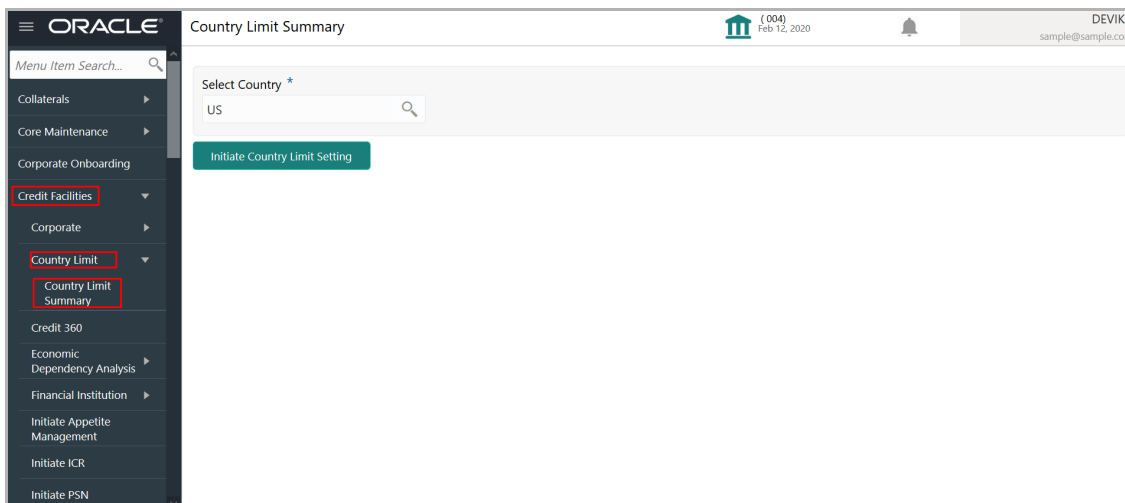 ORACLE
Country Limit Summary
( 004)
Feb 12, 2020
DEVIK
sample@sample.co
Menu Item Search...
Collaterals
Core Maintenance
Corporate Onboarding
Credit Facilities
Corporate
Country Limit
Country Limit
Summary
Credit 360
Economic
Dependency Analysis
Financial Institution
Initiate Appetite
Management
Initiate ICR
Initiate PSN
Select Country *
US
Initiate Country Limit Setting